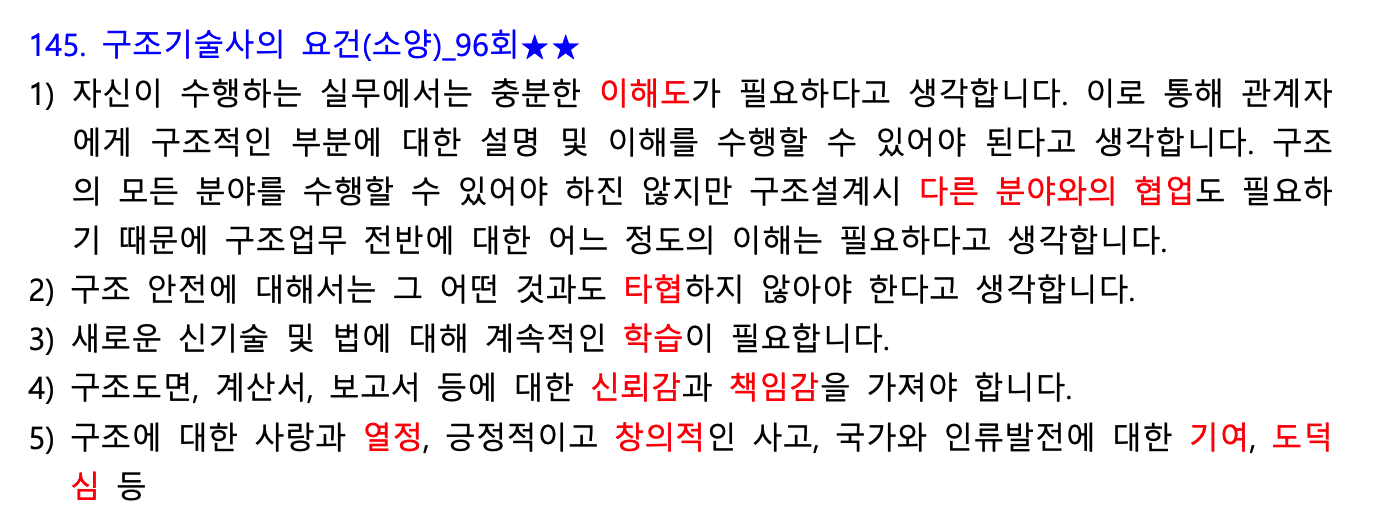 145. 구조기술사의 요건(소양)_96회★★
1) 자신이 수행하는 실무에서는 충분한 이해도가 필요하다고 생각합니다. 이로 통해 관계자
에게 구조적인 부분에 대한 설명 및 이해를 수행할 수 있어야 된다고 생각합니다. 구조
의 모든 분야를 수행할 수 있어야 하진 않지만 구조설계시 다른 분야와의 협업도 필요하
기 때문에 구조업무 전반에 대한 어느 정도의 이해는 필요하다고 생각합니다.
2) 구조 안전에 대해서는 그 어떤 것과도 타협하지 않아야 한다고 생각합니다.
3) 새로운 신기술 및 법에 대해 계속적인 학습이 필요합니다.
4) 구조도면, 계산서, 보고서 등에 대한 신뢰감과 책임감을 가져야 합니다.
5) 구조에 대한 사랑과 열정, 긍정적이고 창의적인 사고, 국가와 인류발전에 대한 기여, 도덕
심 등